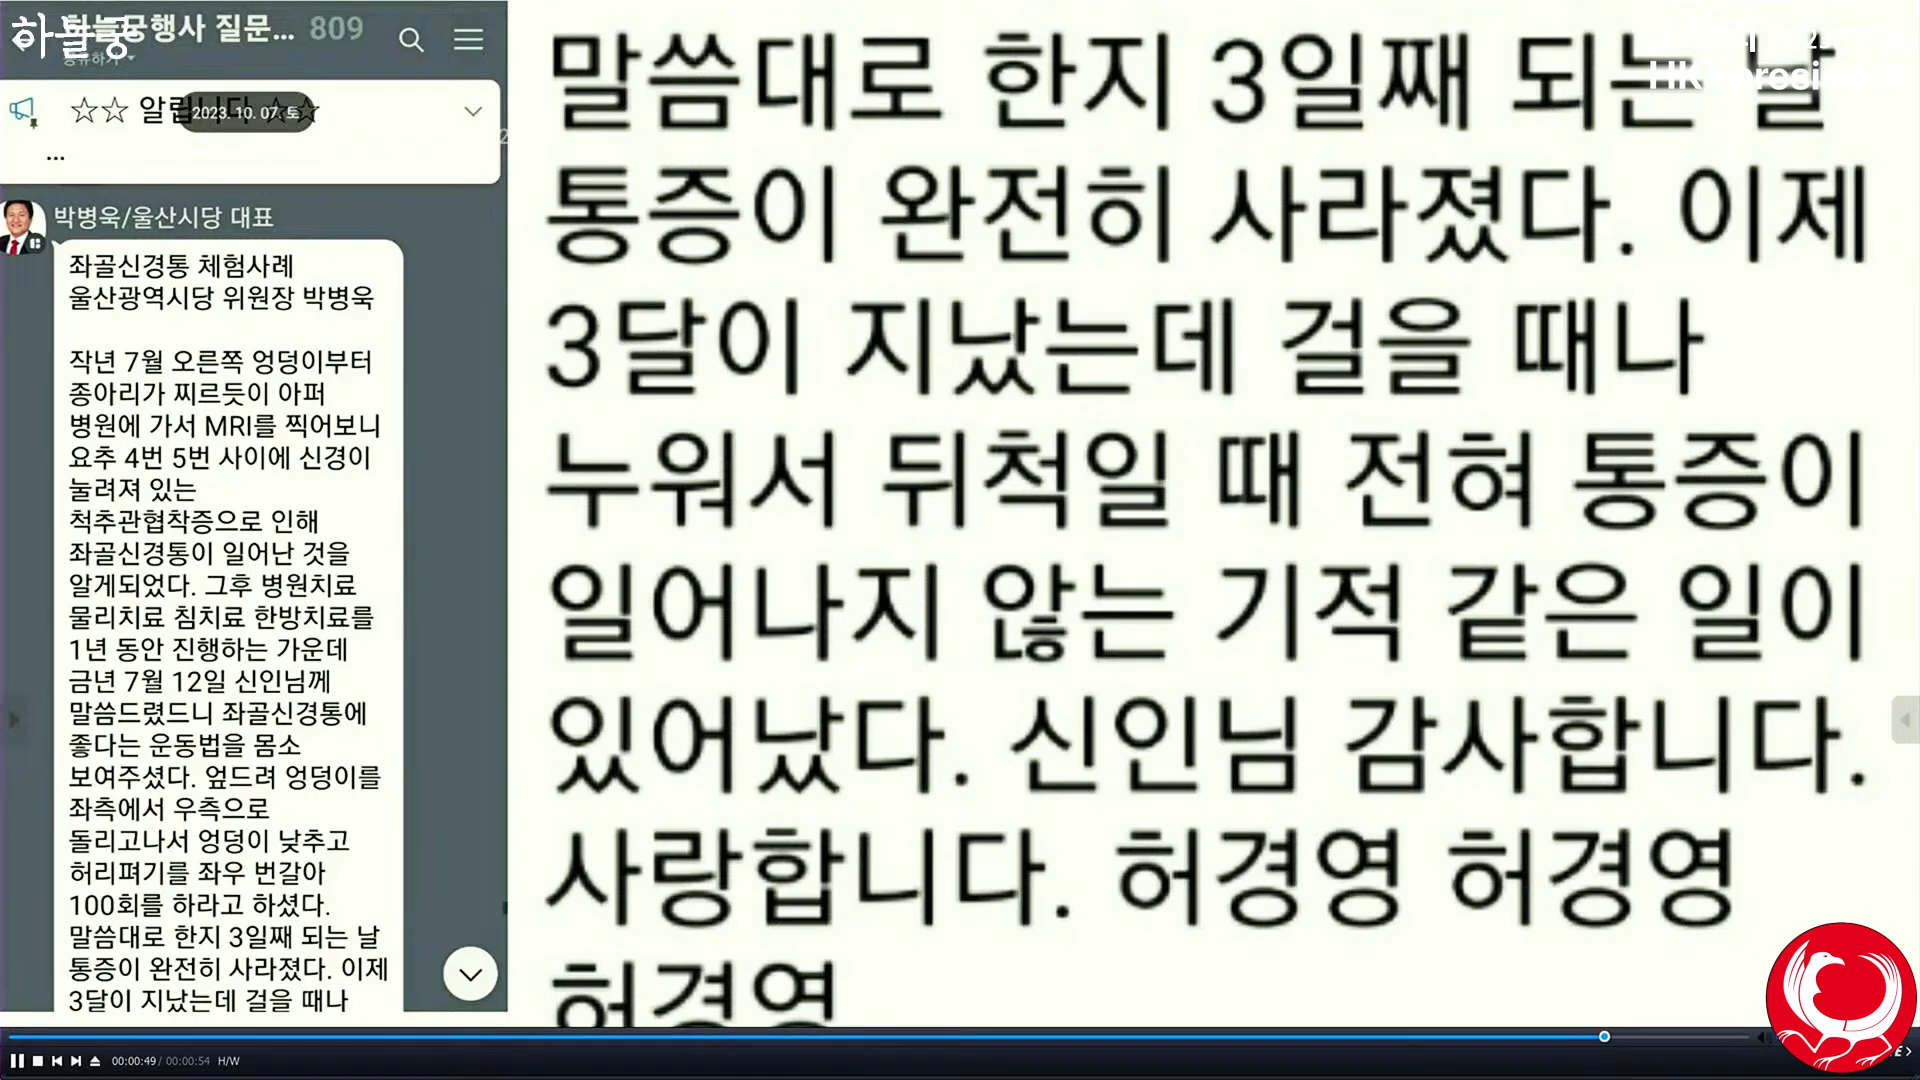 하늘궁
하늘궁행사 질문... 809
공유하기
☆☆ 알립니다 ☆☆
2023. 10. 07. 토
...
박병욱/울산시당 대표
좌골신경통 체험사례
울산광역시당 위원장 박병욱
작년 7월 오른쪽 엉덩이부터
종아리가 찌르듯이 아퍼
병원에 가서 MRI를 찍어보니
요추 4번 5번 사이에 신경이
눌려져 있는
척추관협착증으로 인해
좌골신경통이 일어난 것을
알게되었다. 그후 병원치료
물리치료 침치료 한방치료를
1년 동안 진행하는 가운데
금년 7월 12일 신인님께
말씀드렸드니 좌골신경통에
좋다는 운동법을 몸소
보여주셨다. 엎드려 엉덩이를
좌측에서 우측으로
돌리고나서 엉덩이 낮추고
허리펴기를 좌우 번갈아
100회를 하라고 하셨다.
말씀대로 한지 3일째 되는 날
통증이 완전히 사라졌다. 이제
3달이 지났는데 걸을 때나
말씀대로 한지 3일째 되는 날
통증이 완전히 사라졌다. 이제
3달이 지났는데 걸을 때나
누워서 뒤척일 때 전혀 통증이
일어나지 않는 기적 같은 일이
있어났다. 신인님 감사합니다.
사랑합니다. 허경영 허경영
허경영
00:00:49 / 00:00:54 H/W